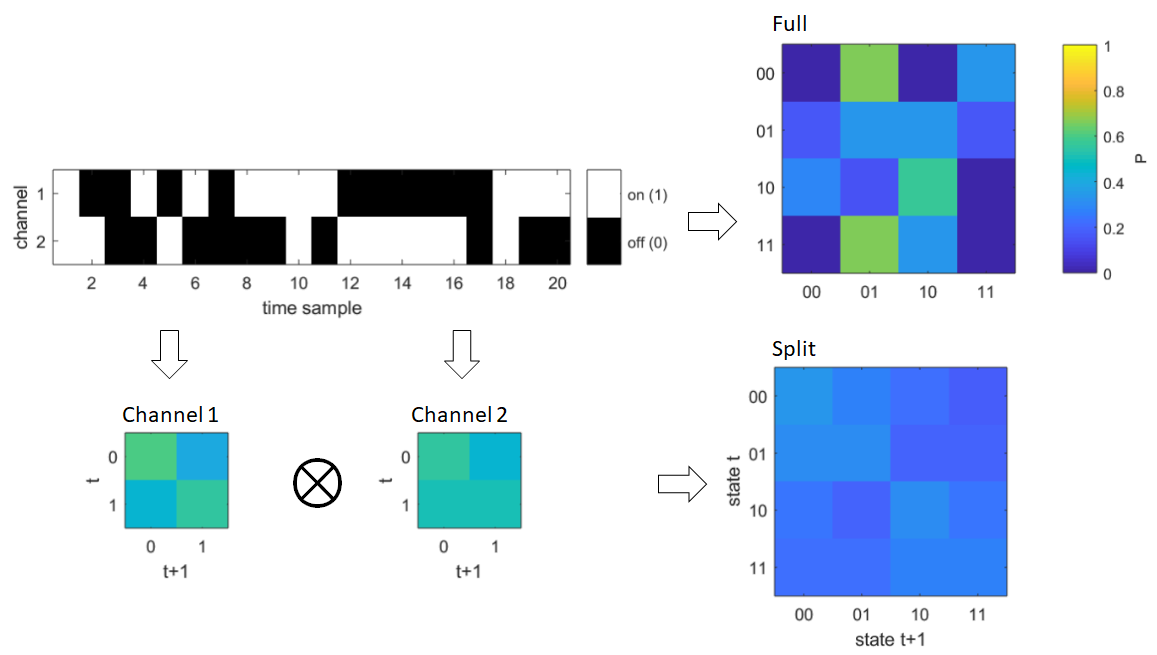 Full
00
01
10
11
00 01 10 11
1
0.8
0.6
0.4
0.2
0
P
channel
1
2
on (1)
off (0)
2 4 6 8 10 12 14 16 18 20
time sample
Channel 1
t
0
1
0 1
t+1
Channel 2
t
0
1
0 1
t+1
Split
state t
00
01
10
11
00 01 10 11
state t+1